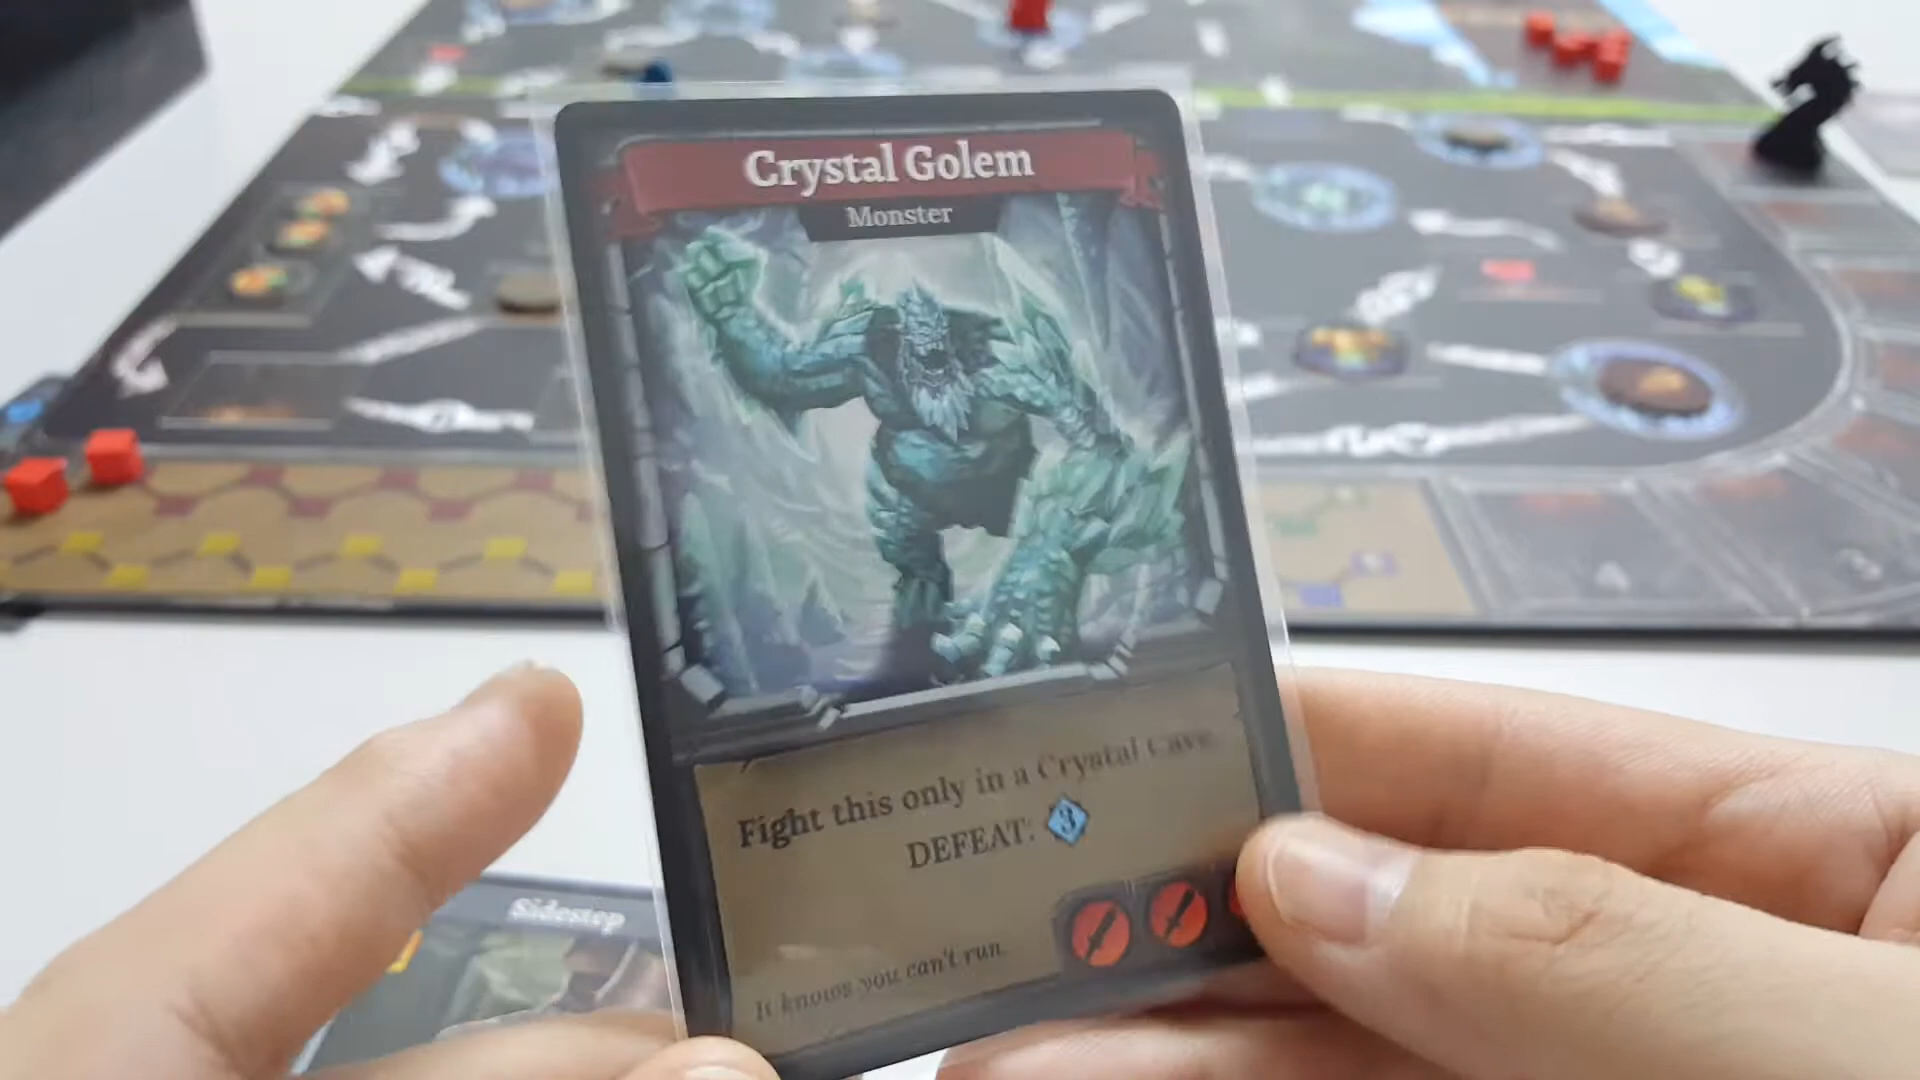 Crystal Golem
Monster
Fight this only in a Crystal Cave.
DEFEAT: 3
It knows you can't run.
Sidestep